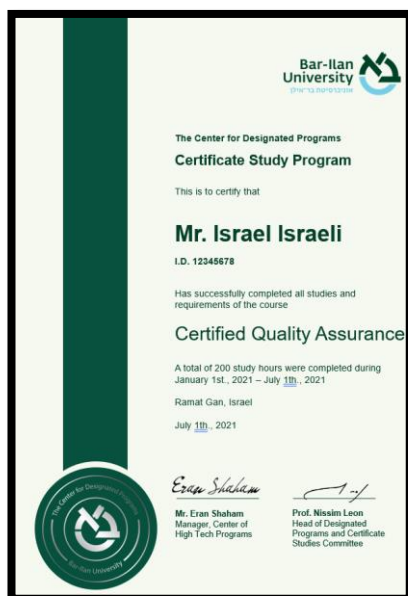 Bar-Ilan
University
אוניברסיטת בר-אילן
The Center for Designated Programs
Certificate Study Program
This is to certify that
Mr. Israel Israeli
I.D. 12345678
Has successfully completed all studies and
requirements of the course
Certified Quality Assurance
A total of 200 study hours were completed during
January 1st., 2021 – July 1th., 2021
Ramat Gan, Israel
July 1th., 2021
Eran Shaham
Mr. Eran Shaham
Manager, Center of
High Tech Programs
Prof. Nissim Leon
Head of Designated
Programs and Certificate
Studies Committee
The Center for Designated Programs
Bar-Ilan University